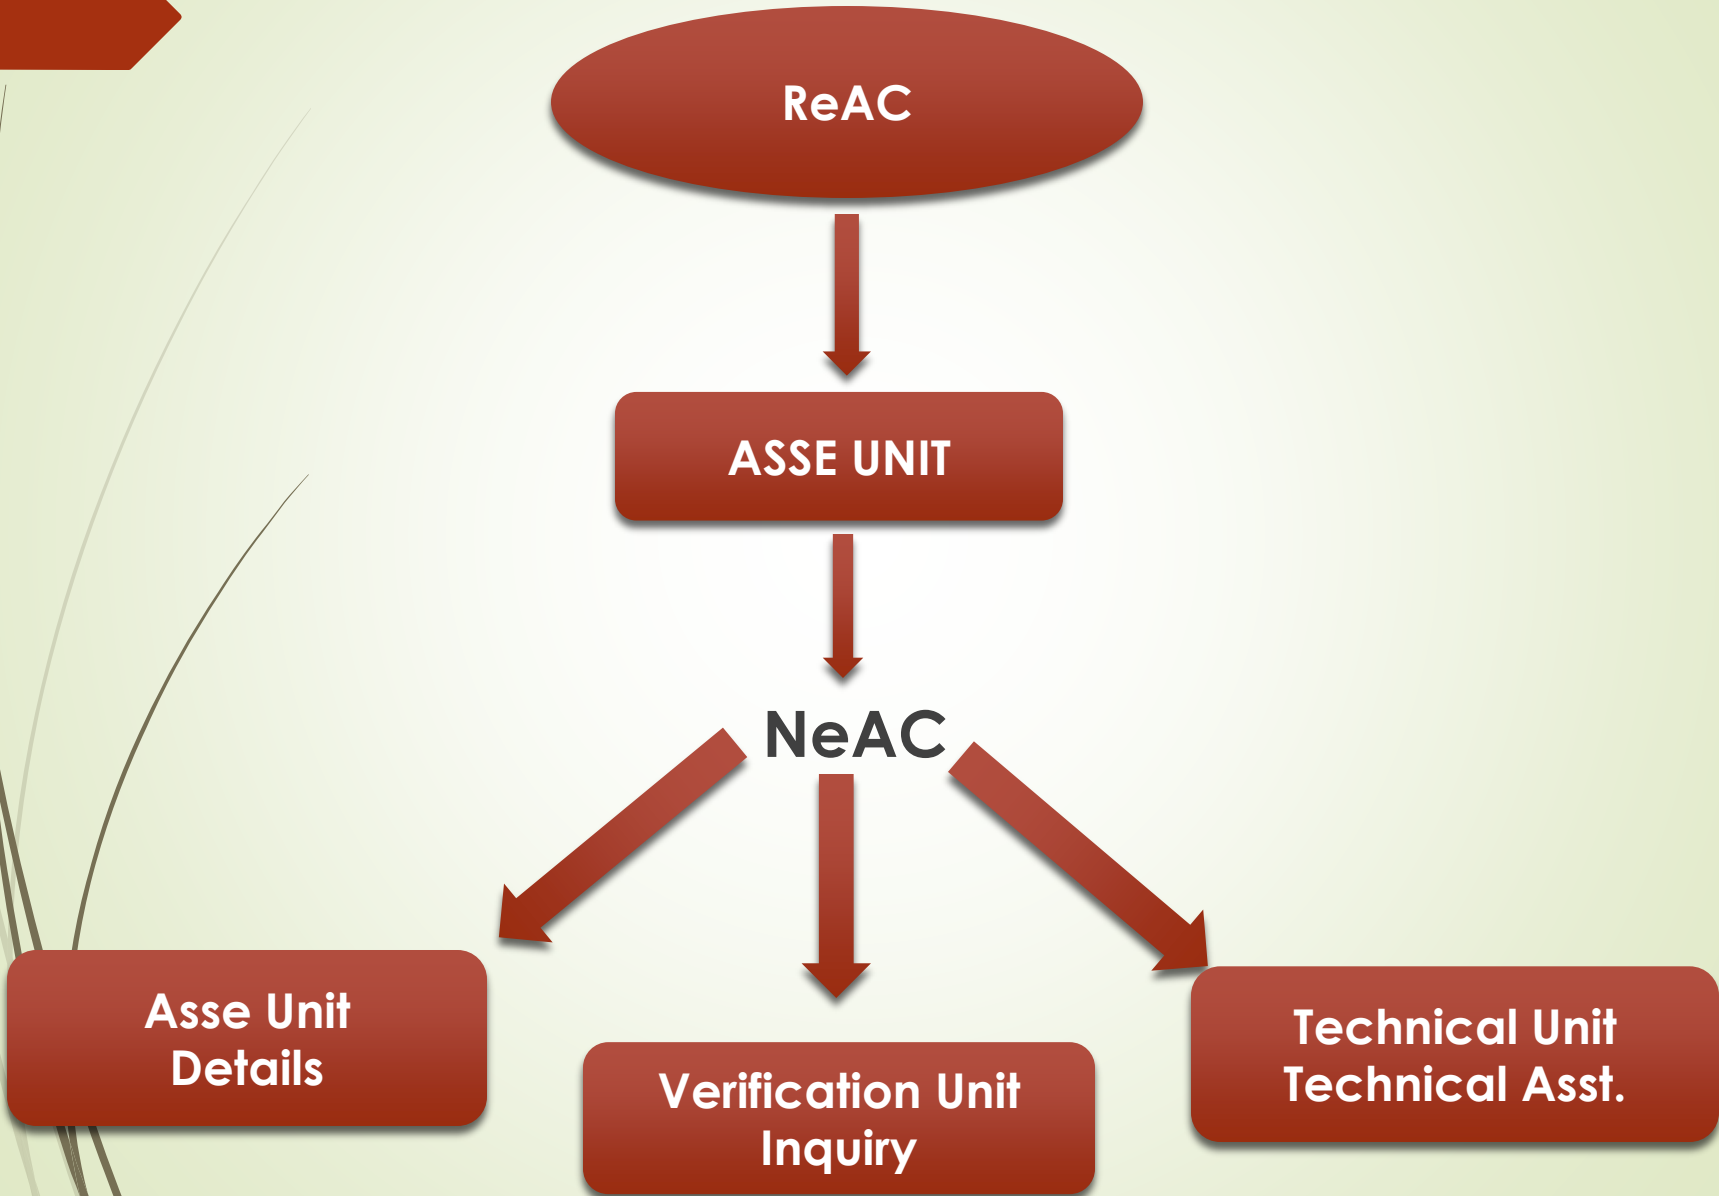 ReAC
ASSE UNIT
NeAC
Asse Unit
Details
Verification Unit
Inquiry
Technical Unit
Technical Asst.